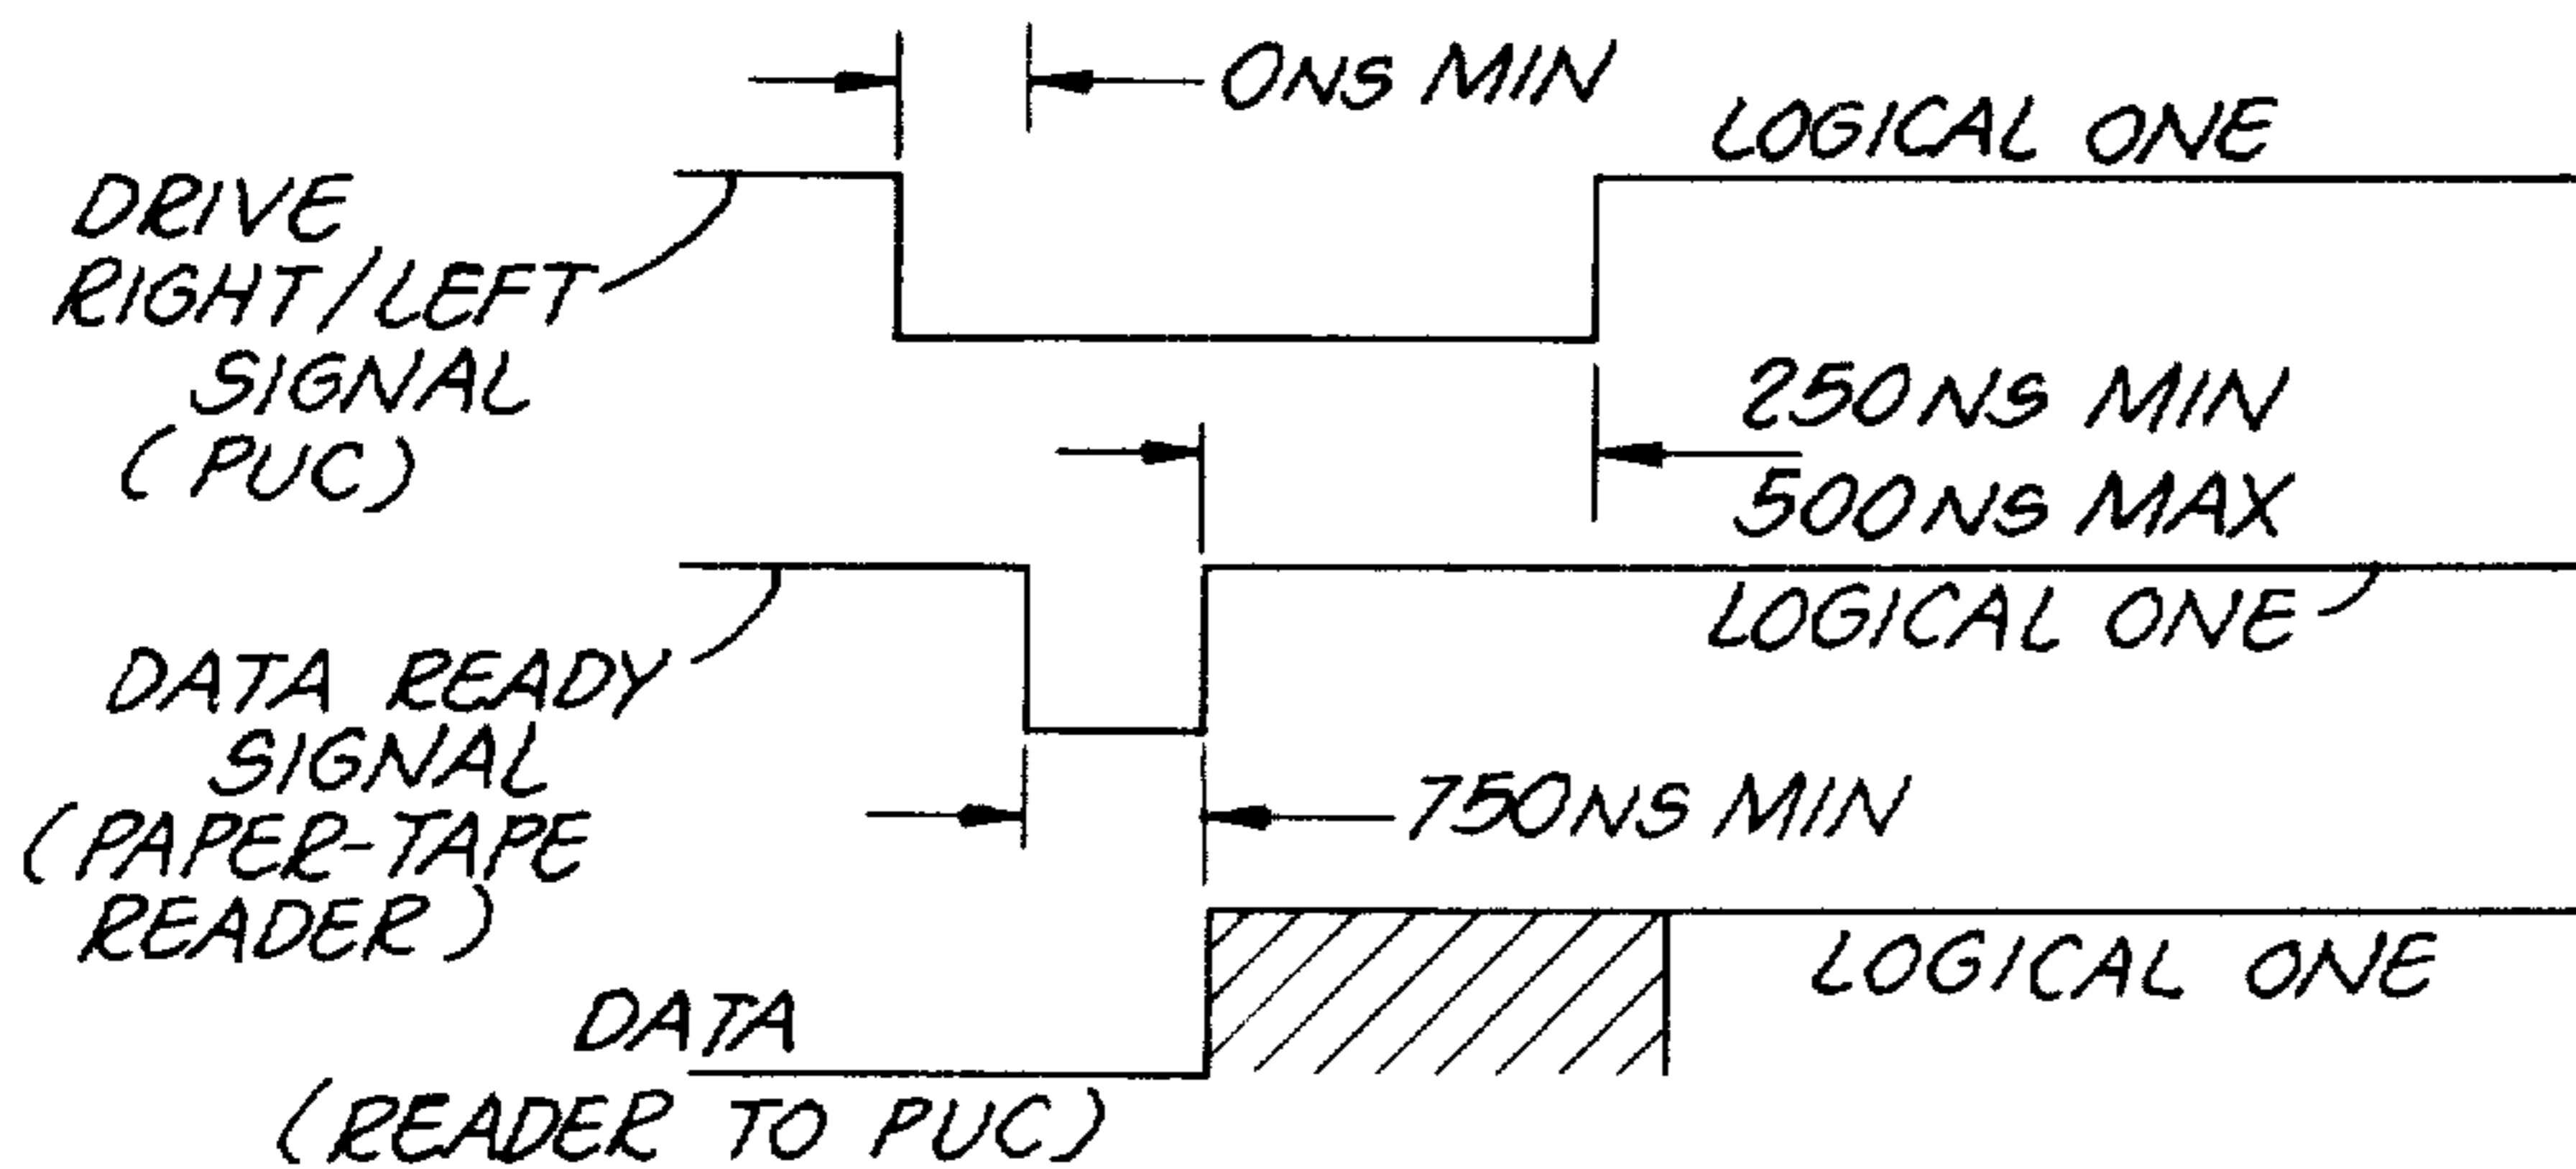 0NS MIN
LOGICAL ONE
DRIVE
RIGHT/LEFT
SIGNAL
(PUC)
250NS MIN
500NS MAX
LOGICAL ONE
DATA READY
SIGNAL
(PAPER-TAPE
READER)
750NS MIN
LOGICAL ONE
DATA
(READER TO PUC)